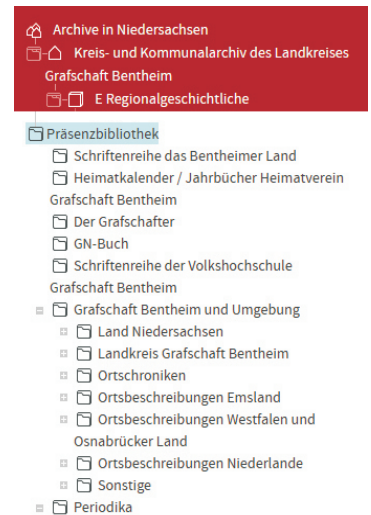 Archive in Niedersachsen
Kreis- und Kommunalarchiv des Landkreises
Grafschaft Bentheim
E Regionalgeschichtliche
Präsenzbibliothek
Schriftenreihe das Bentheimer Land
Heimatkalender / Jahrbücher Heimatverein
Grafschaft Bentheim
Der Grafschafter
GN-Buch
Schriftenreihe der Volkshochschule
Grafschaft Bentheim
Grafschaft Bentheim und Umgebung
Land Niedersachsen
Landkreis Grafschaft Bentheim
Ortschroniken
Ortsbeschreibungen Emsland
Ortsbeschreibungen Westfalen und
Osnabrücker Land
Ortsbeschreibungen Niederlande
Sonstige
Periodika